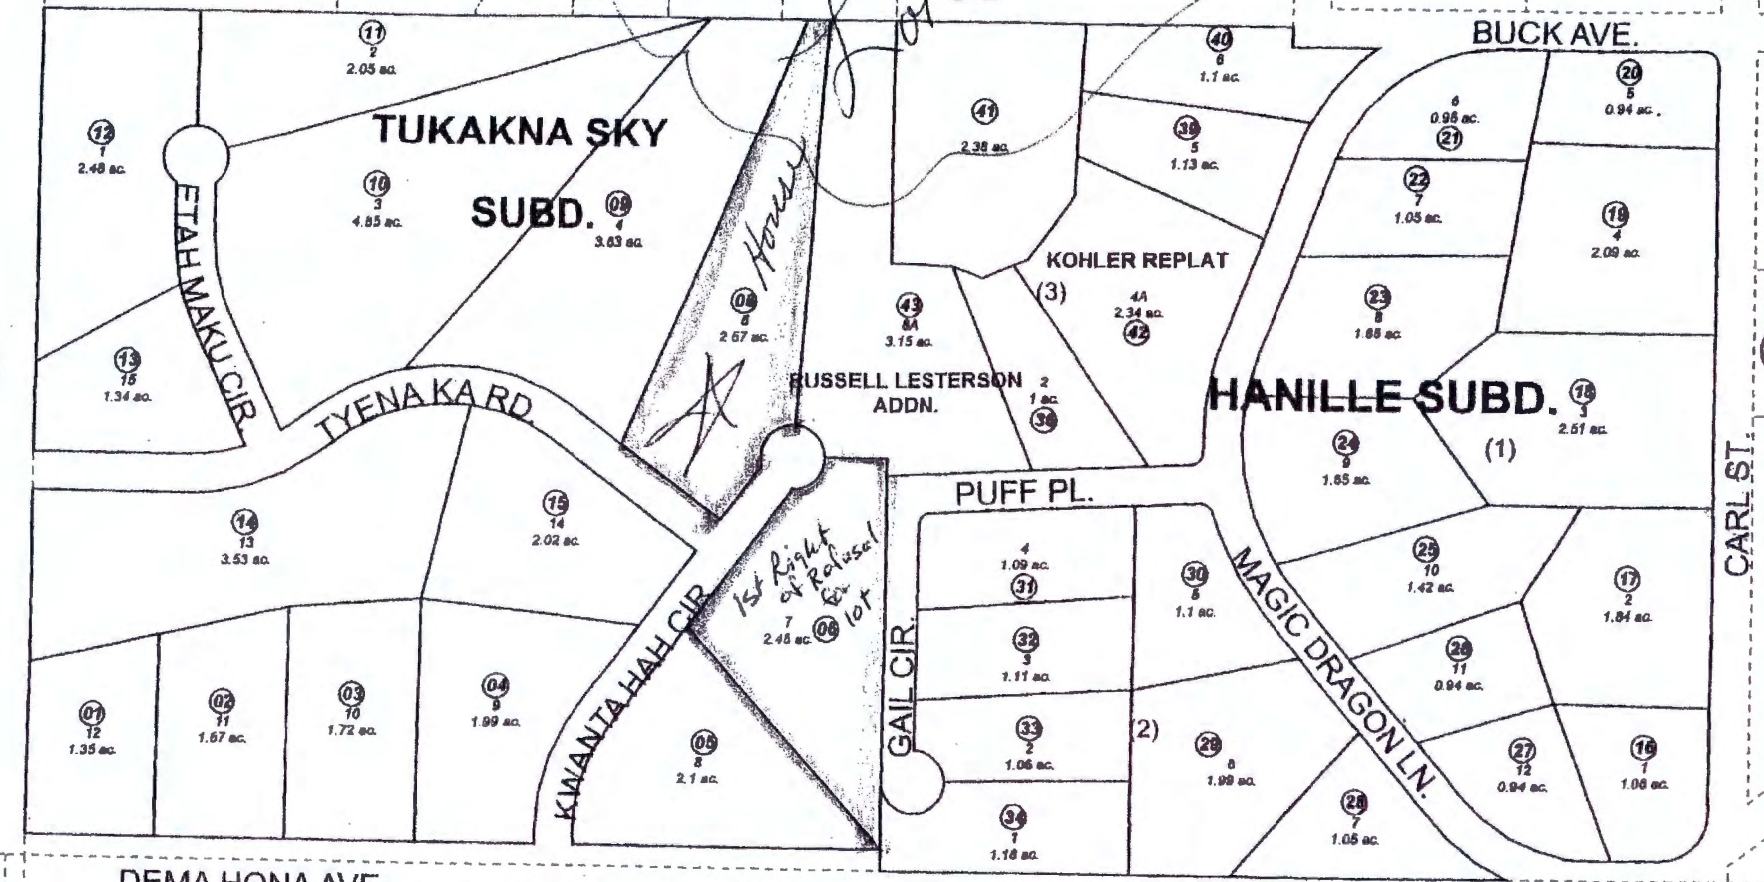 BUCK AVE.
11
2
2.05 ac.
40
6
1.1 ac.
20
5
0.94 ac.
12
1
2.48 ac.
TUKAKNA SKY
SUBD.
41
2.38 ac.
39
5
1.13 ac.
6
0.96 ac.
21
10
3
4.85 ac.
09
4
3.63 ac.
House
22
7
1.05 ac.
19
4
2.09 ac.
ETAH MAKU CIR.
KOHLER REPLAT
(3)
4A
2.34 ac.
42
08
6
2.67 ac.
43
6A
3.15 ac.
23
8
1.65 ac.
13
15
1.34 ac.
RUSSELL LESTERSON
ADDN.
2
1 ac.
36
HANILLE SUBD.
18
3
2.51 ac.
(1)
TYENA KA RD.
24
9
1.65 ac.
CARL ST.
PUFF PL.
14
13
3.53 ac.
15
14
2.02 ac.
1st Right
of Refusal
for
lot
7
2.45 ac.
06
4
1.09 ac.
31
30
5
1.1 ac.
25
10
1.42 ac.
17
2
1.84 ac.
MAGIC DRAGON LN.
GAIL CIR.
32
3
1.11 ac.
26
11
0.94 ac.
KWANTA HAH CIR.
01
12
1.35 ac.
02
11
1.67 ac.
03
10
1.72 ac.
04
9
1.99 ac.
05
8
2.1 ac.
33
2
1.06 ac.
(2)
29
6
1.99 ac.
27
12
0.94 ac.
16
1
1.06 ac.
34
1
1.18 ac.
28
7
1.05 ac.
DEMA HONA AVE